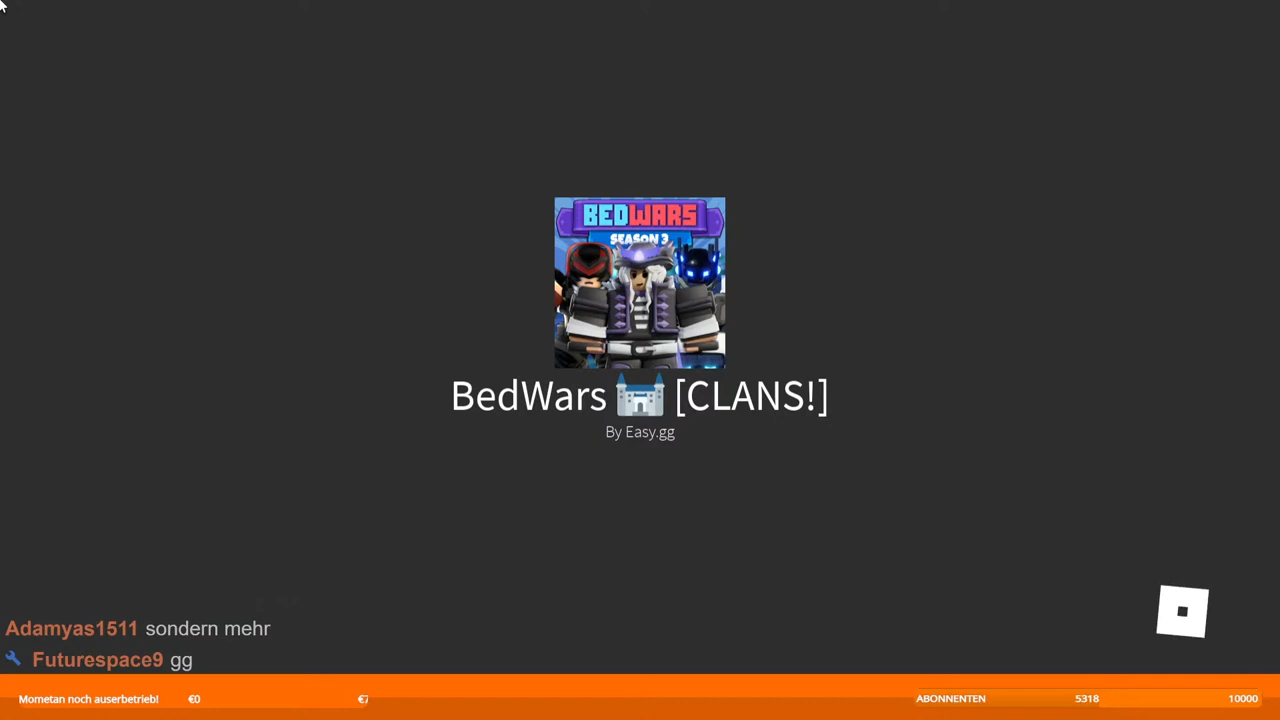 BEDWARS
SEASON 3
BedWars 🏰 [CLANS!]
By Easy.gg
Adamyas1511 sondern mehr
Futurespace9 gg
Mometan noch auserbetrieb! €0 €7 ABONNENTEN 5318 10000